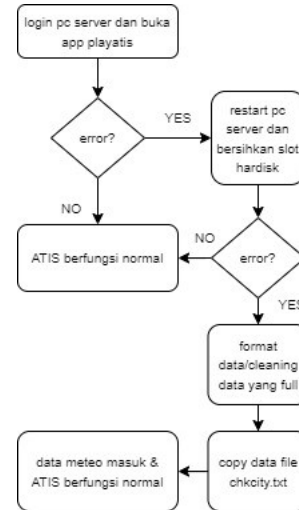 login pc server dan buka
app playatis
error?
YES
restart pc
server dan
bersihkan slot
hardisk
NO
NO
ATIS berfungsi normal
error?
YES
format
data/cleaning
data yang full
data meteo masuk &
ATIS berfungsi normal
copy data file
chkcity.txt